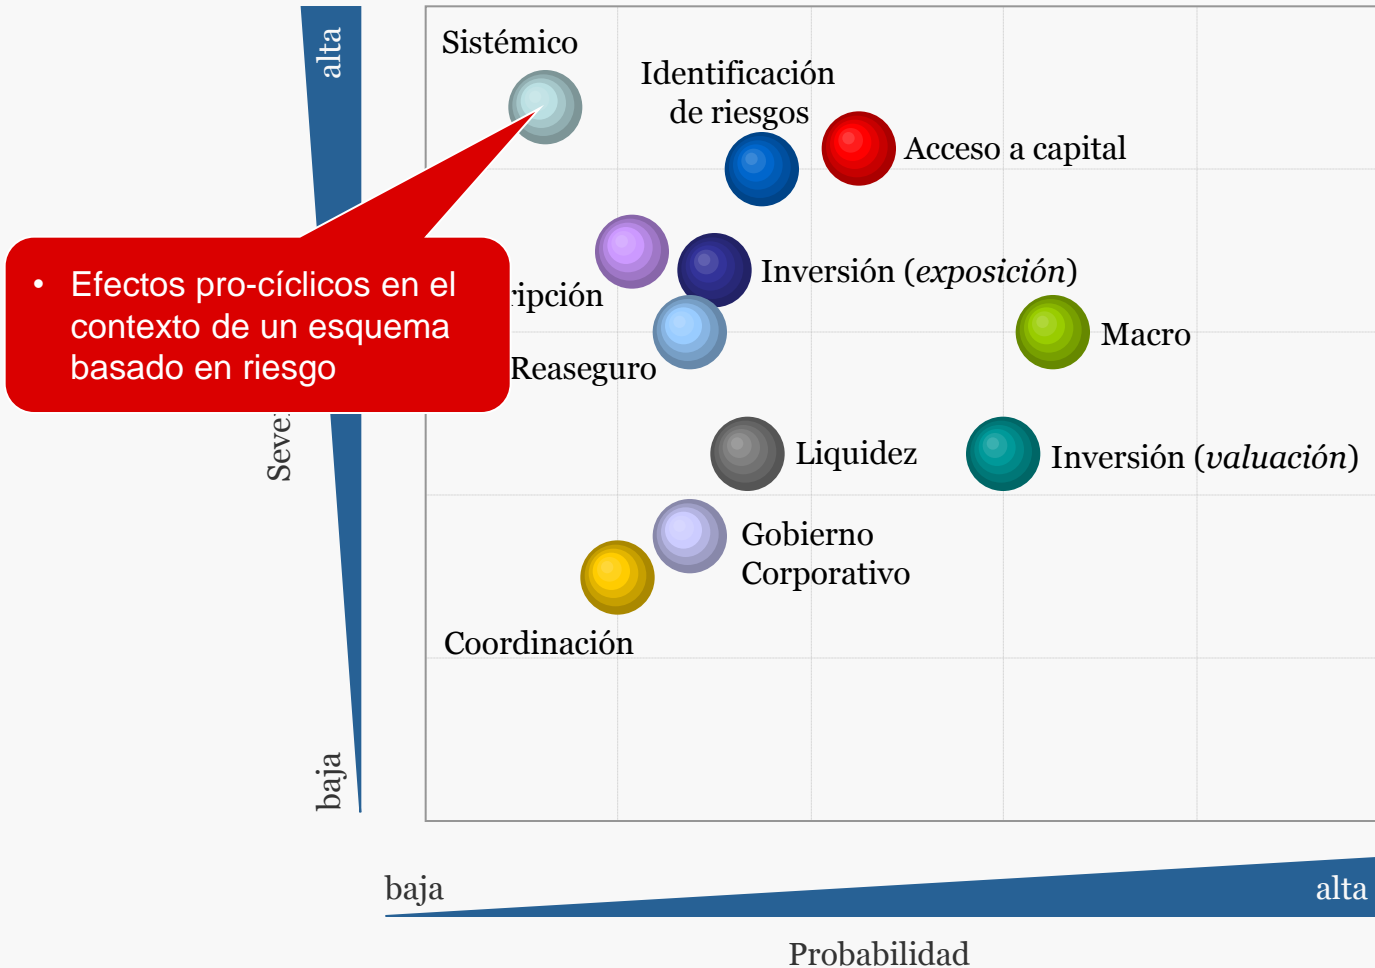 alta
Sistémico
Identificación
de riesgos
Acceso a capital
• Efectos pro-cíclicos en el
contexto de un esquema
basado en riesgo
Inversión (exposición)
Macro
Reaseguro
Liquidez
Inversión (valuación)
Gobierno
Corporativo
Coordinación
baja
baja
alta
Probabilidad